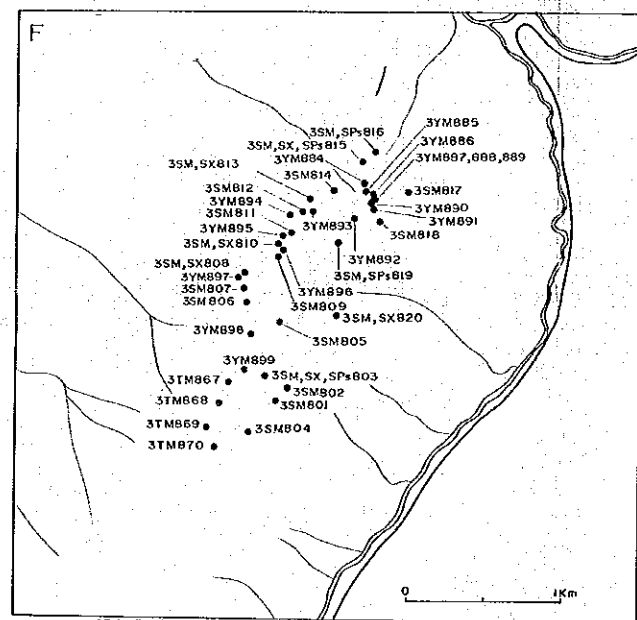 F
3SM, SPs816
3SM, SX, SPs815
3YM884
3YM885
3YM886
3YM887, 888, 889
3SM, SX813
3SM814
3SM812
3SM817
3YM894
3YM890
3SM811
3YM893
3YM891
3YM895
3SM818
3SM, SX810
3YM892
3SM, SX808
3SM, SPs819
3YM897
3YM896
3SM807
3SM809
3SM806
3SM, SX820
3YM898
3SM805
3YM899
3SM, SX, SPs803
3TM867
3SM802
3TM868
3SM801
3TM869
3SM804
3TM870
0 1Km